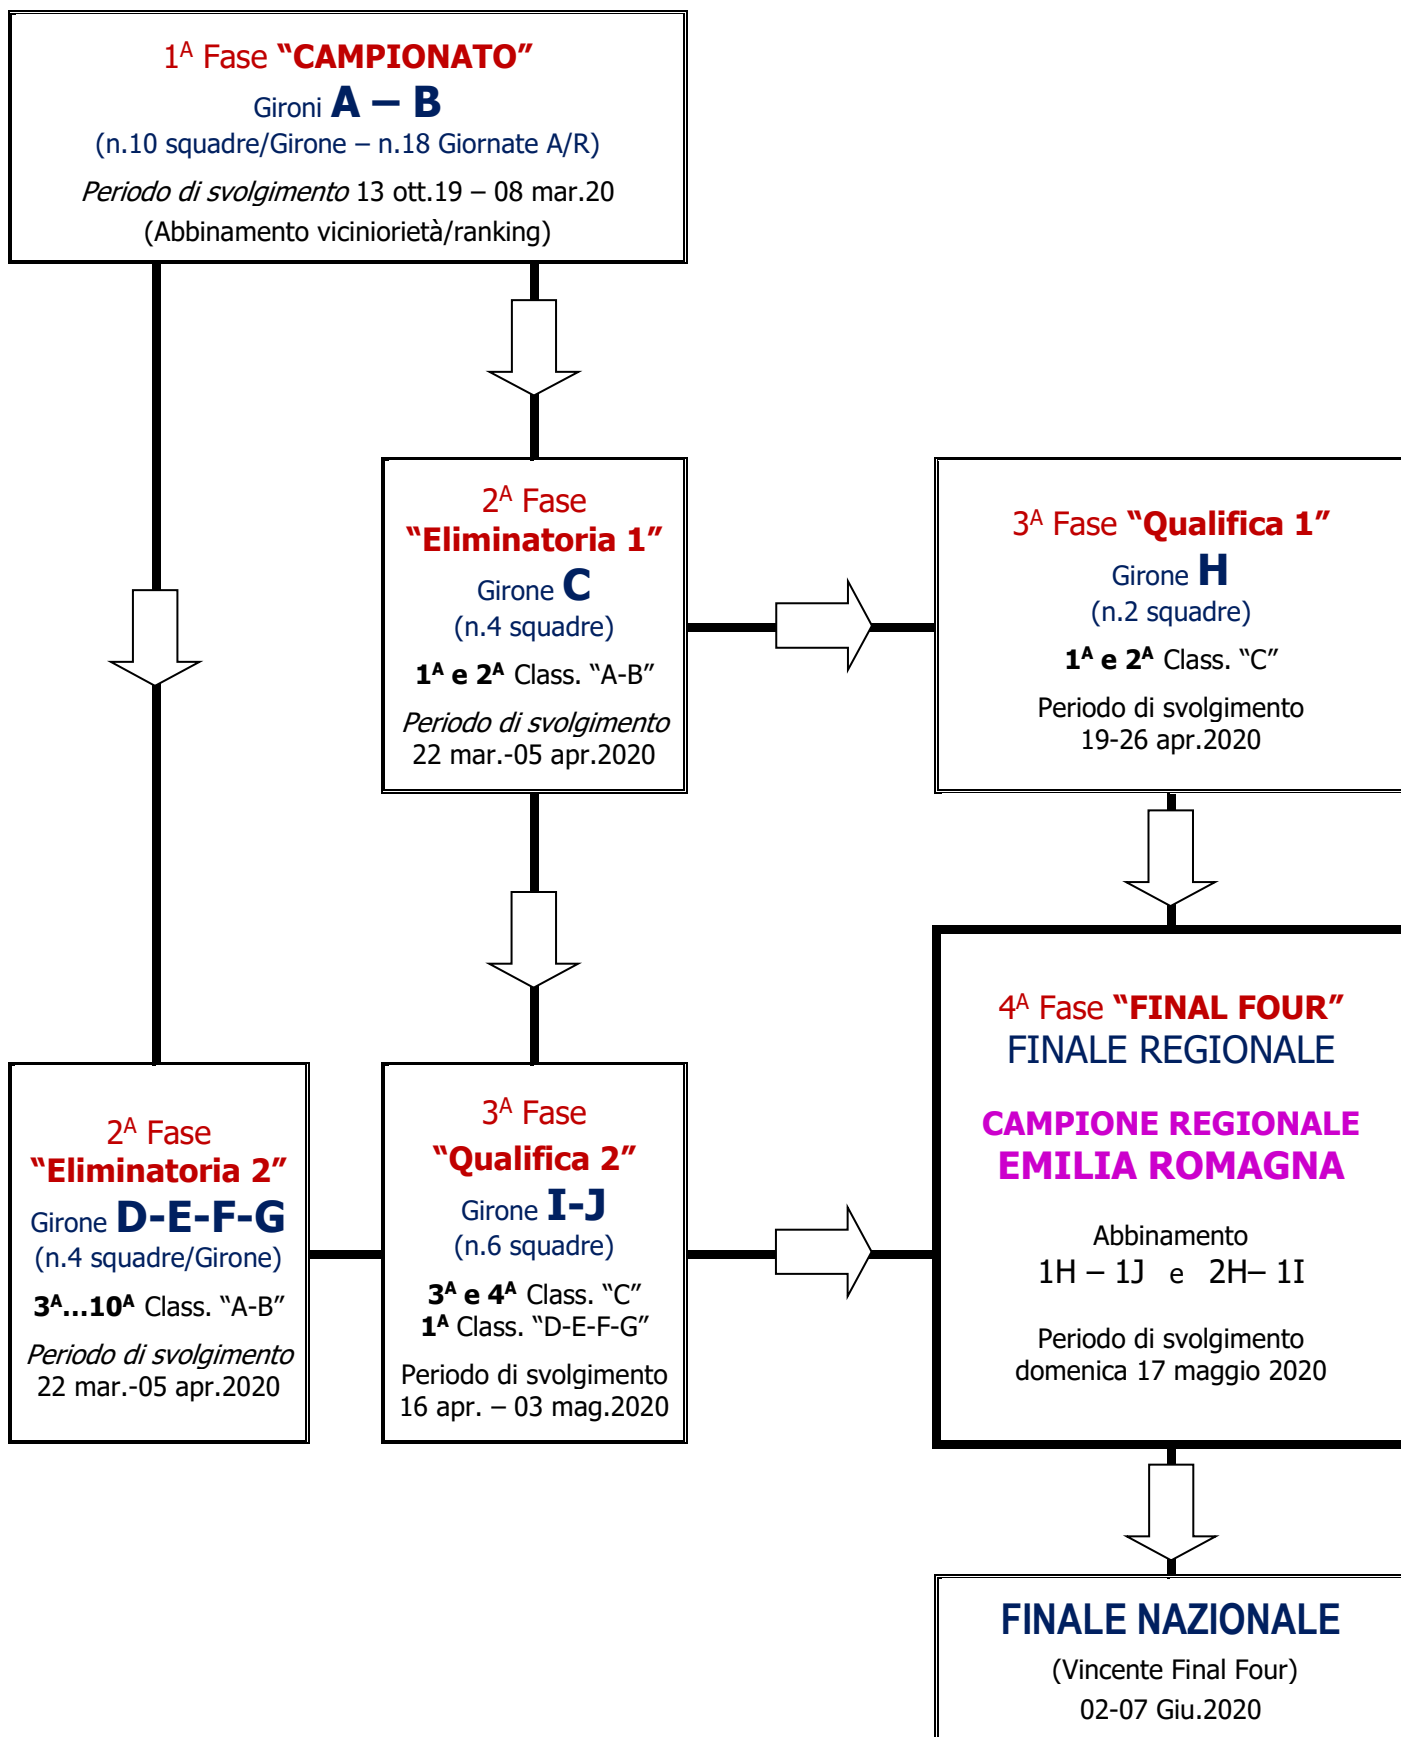 1ᴬ Fase “CAMPIONATO”
Gironi A – B
(n.10 squadre/Girone – n.18 Giornate A/R)
Periodo di svolgimento 13 ott.19 – 08 mar.20
(Abbinamento viciniorietà/ranking)
2ᴬ Fase
“Eliminatoria 1”
Girone C
(n.4 squadre)
1ᴬ e 2ᴬ Class. “A-B”
Periodo di svolgimento
22 mar.-05 apr.2020
3ᴬ Fase “Qualifica 1”
Girone H
(n.2 squadre)
1ᴬ e 2ᴬ Class. “C”
Periodo di svolgimento
19-26 apr.2020
2ᴬ Fase
“Eliminatoria 2”
Girone D-E-F-G
(n.4 squadre/Girone)
3ᴬ...10ᴬ Class. “A-B”
Periodo di svolgimento
22 mar.-05 apr.2020
3ᴬ Fase
“Qualifica 2”
Girone I-J
(n.6 squadre)
3ᴬ e 4ᴬ Class. “C”
1ᴬ Class. “D-E-F-G”
Periodo di svolgimento
16 apr. – 03 mag.2020
4ᴬ Fase “FINAL FOUR”
FINALE REGIONALE
CAMPIONE REGIONALE
EMILIA ROMAGNA
Abbinamento
1H – 1J e 2H– 1I
Periodo di svolgimento
domenica 17 maggio 2020
FINALE NAZIONALE
(Vincente Final Four)
02-07 Giu.2020